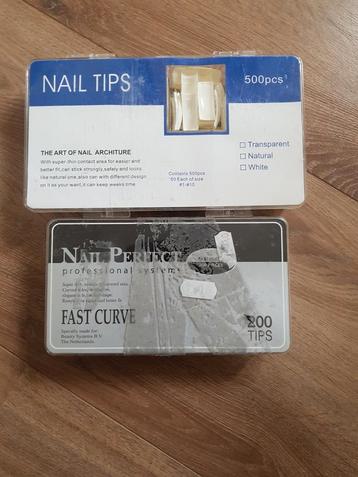 NAIL TIPS
500pcs
THE ART OF NAIL ARCHITURE
With super-thin contact area for easier and
better fit,can stick strongly,safely and looks
like natural one,also can with different design
on it as your want,it can keep weeks time
Contents 500pcs
50 Each of size
#1-#10
Transparent
Natural
White
NAIL PERFECT
professional system
FAST CURVE
Specially made for
Beauty Systems B.V.
The Netherlands
200
TIPS